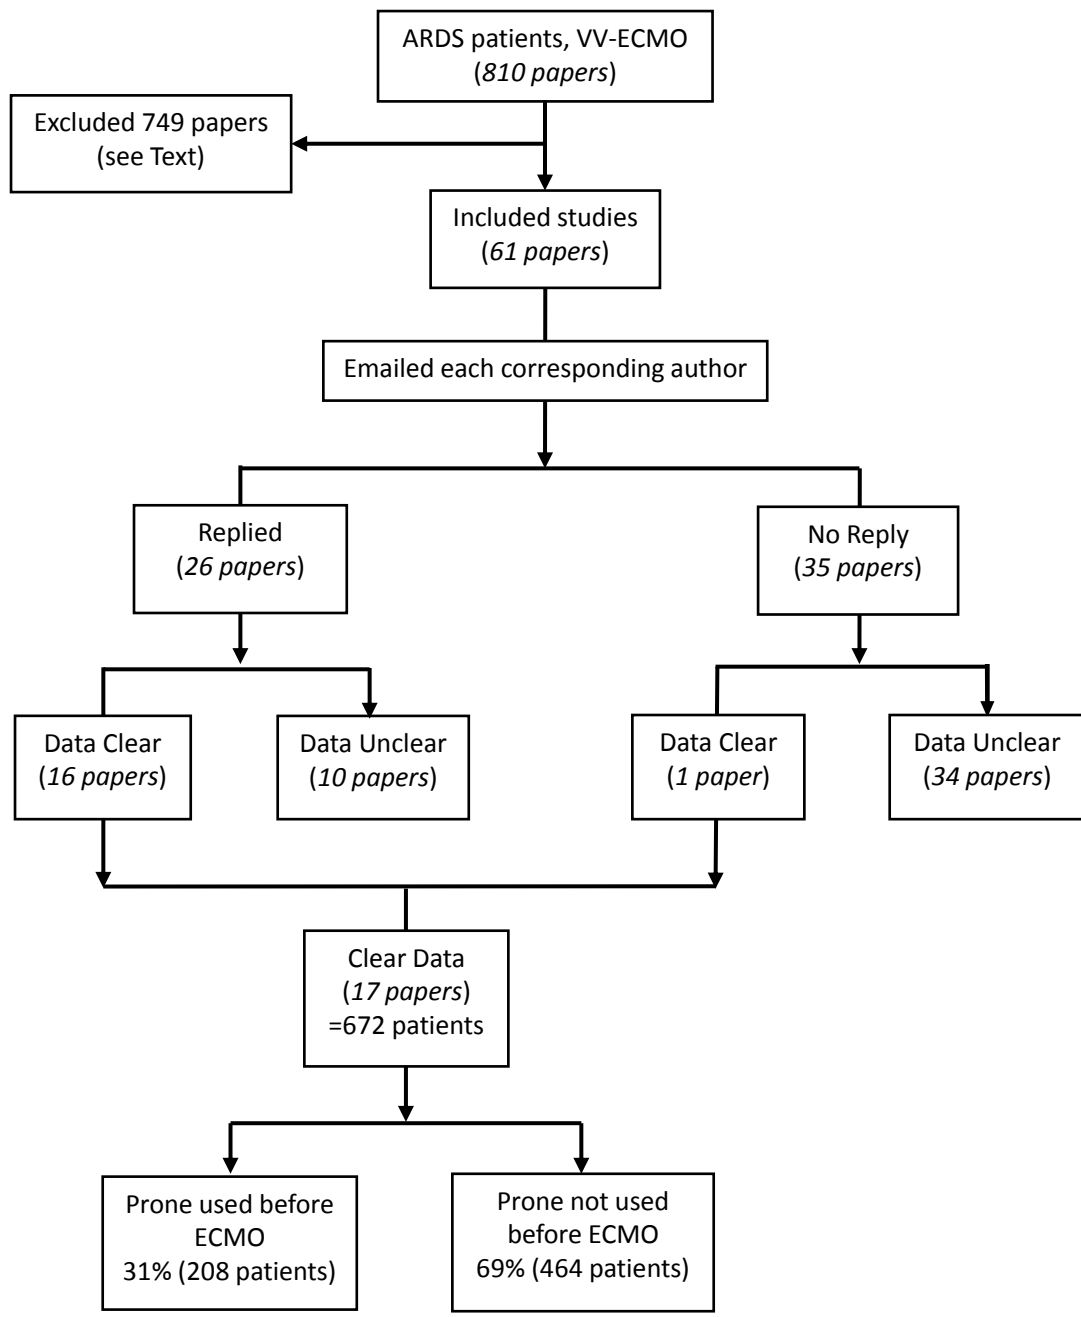 ARDS patients, VV-ECMO
(810 papers)
Excluded 749 papers
(see Text)
Included studies
(61 papers)
Emailed each corresponding author
Replied
(26 papers)
No Reply
(35 papers)
Data Clear
(16 papers)
Data Unclear
(10 papers)
Data Clear
(1 paper)
Data Unclear
(34 papers)
Clear Data
(17 papers)
=672 patients
Prone used before
ECMO
31% (208 patients)
Prone not used
before ECMO
69% (464 patients)